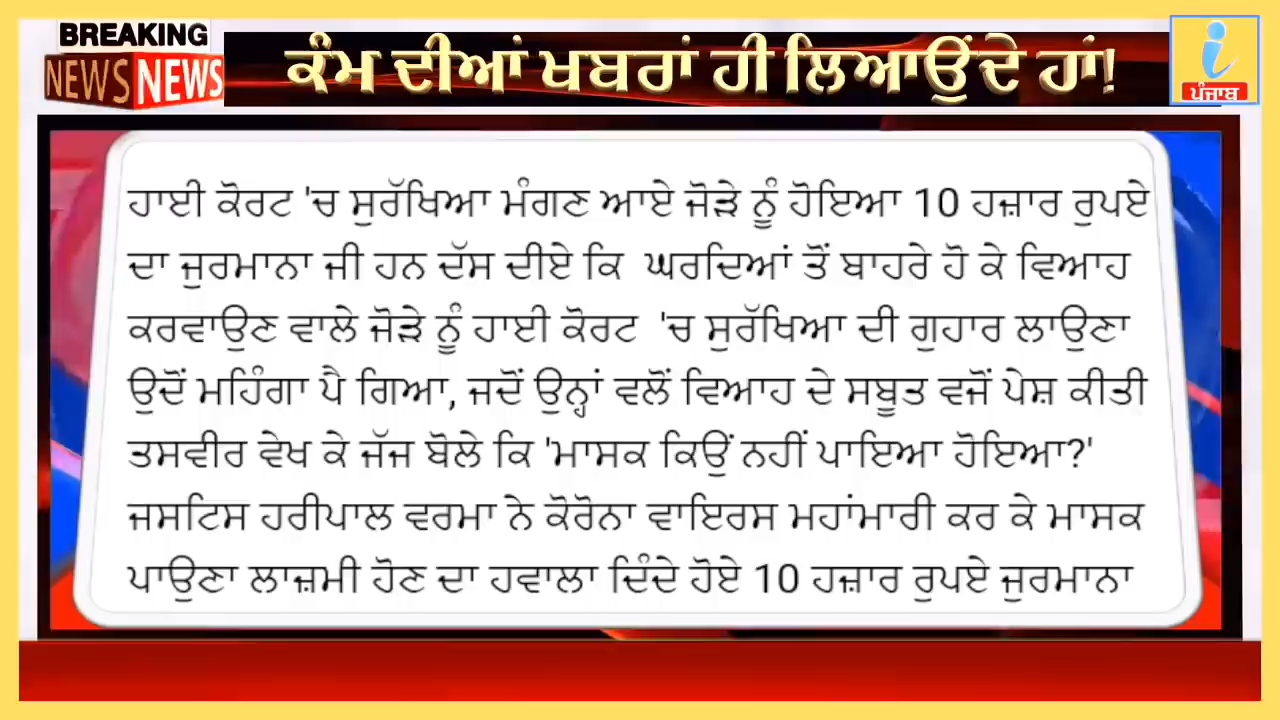 BREAKING
NEWS NEWS
ਕੰਮ ਦੀਆਂ ਖਬਰਾਂ ਹੀ ਲਿਆਉਂਦੇ ਹਾਂ!
i
ਪੰਜਾਬ
ਹਾਈ ਕੋਰਟ 'ਚ ਸੁਰੱਖਿਆ ਮੰਗਣ ਆਏ ਜੋੜੇ ਨੂੰ ਹੋਇਆ 10 ਹਜ਼ਾਰ ਰੁਪਏ
ਦਾ ਜੁਰਮਾਨਾ ਜੀ ਹਨ ਦੱਸ ਦੀਏ ਕਿ ਘਰਦਿਆਂ ਤੋਂ ਬਾਹਰੇ ਹੋ ਕੇ ਵਿਆਹ
ਕਰਵਾਉਣ ਵਾਲੇ ਜੋੜੇ ਨੂੰ ਹਾਈ ਕੋਰਟ 'ਚ ਸੁਰੱਖਿਆ ਦੀ ਗੁਹਾਰ ਲਾਉਣਾ
ਉਦੋਂ ਮਹਿੰਗਾ ਪੈ ਗਿਆ, ਜਦੋਂ ਉਨ੍ਹਾਂ ਵਲੋਂ ਵਿਆਹ ਦੇ ਸਬੂਤ ਵਜੋਂ ਪੇਸ਼ ਕੀਤੀ
ਤਸਵੀਰ ਵੇਖ ਕੇ ਜੱਜ ਬੋਲੇ ਕਿ 'ਮਾਸਕ ਕਿਉਂ ਨਹੀਂ ਪਾਇਆ ਹੋਇਆ?'
ਜਸਟਿਸ ਹਰੀਪਾਲ ਵਰਮਾ ਨੇ ਕੋਰੋਨਾ ਵਾਇਰਸ ਮਹਾਂਮਾਰੀ ਕਰ ਕੇ ਮਾਸਕ
ਪਾਉਣਾ ਲਾਜ਼ਮੀ ਹੋਣ ਦਾ ਹਵਾਲਾ ਦਿੰਦੇ ਹੋਏ 10 ਹਜ਼ਾਰ ਰੁਪਏ ਜੁਰਮਾਨਾ